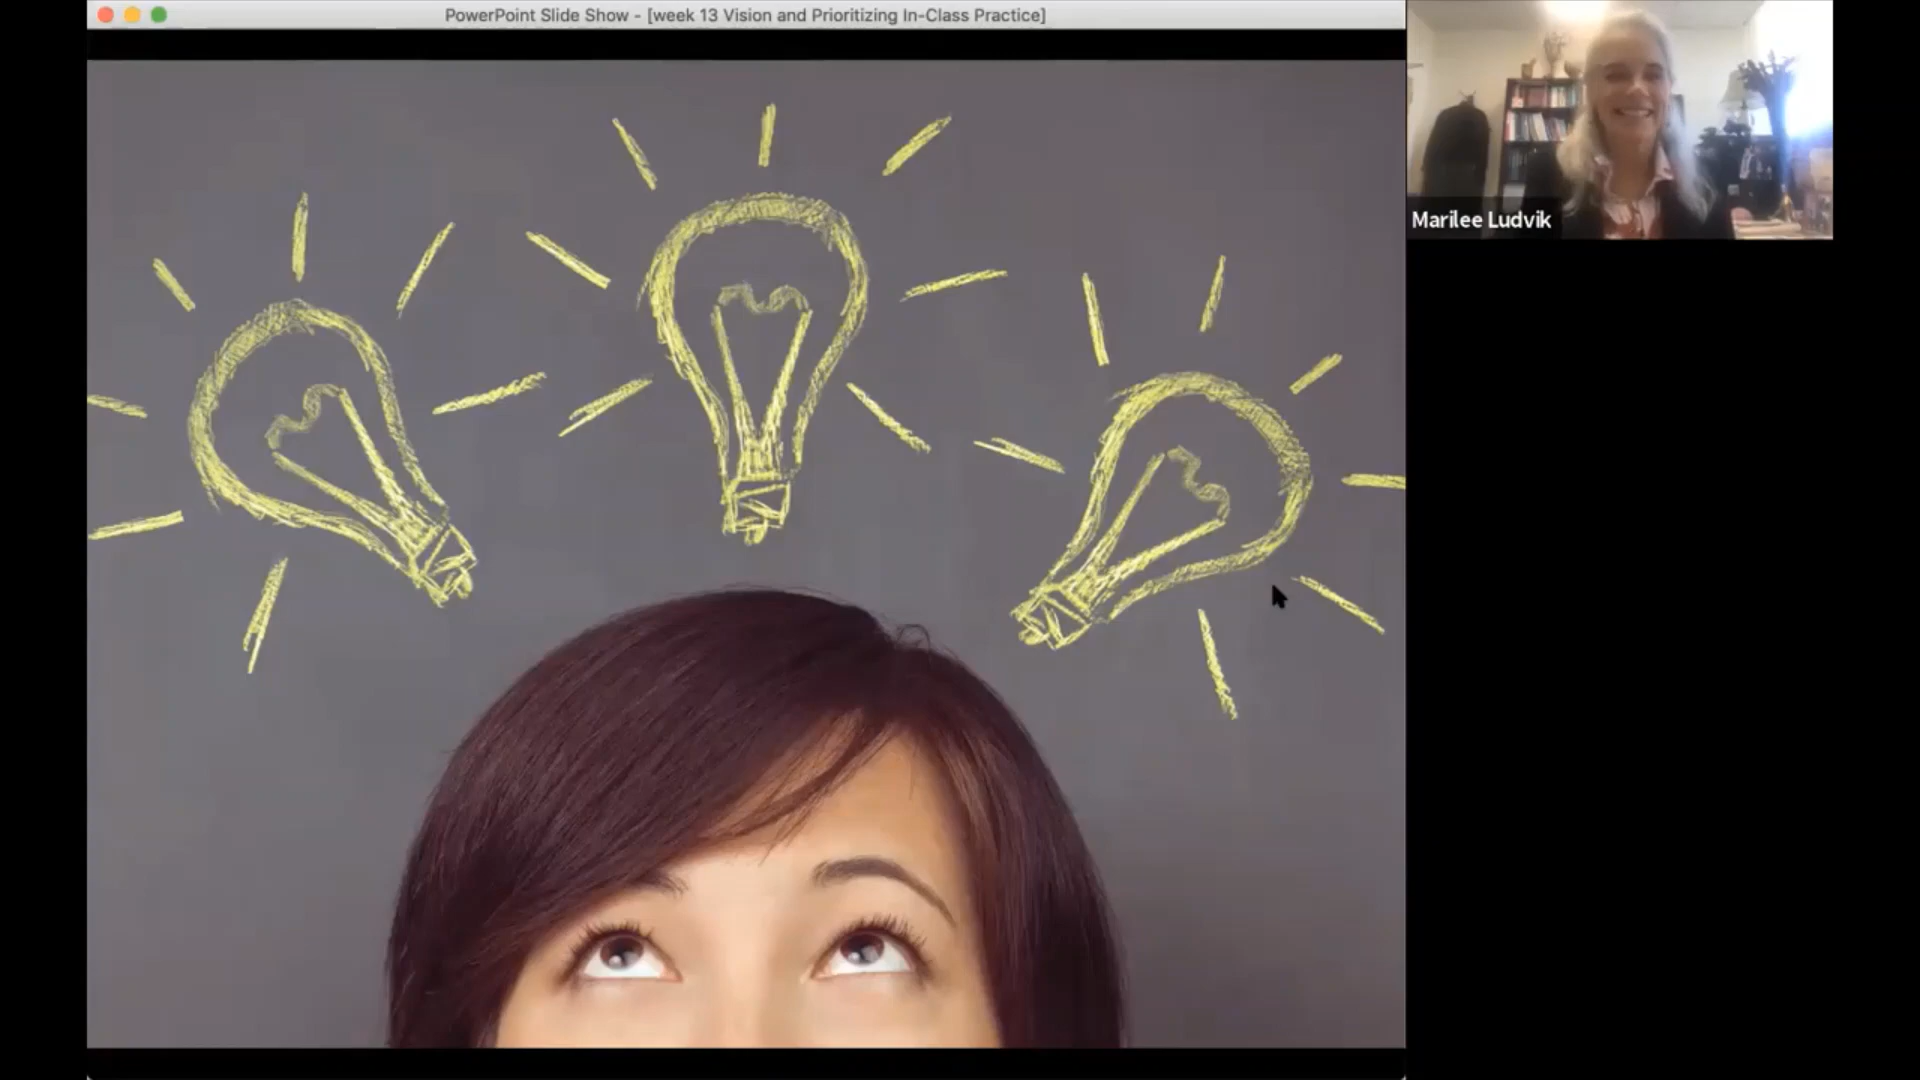 PowerPoint Slide Show - [week 13 Vision and Prioritizing In-Class Practice]
Marilee Ludvik